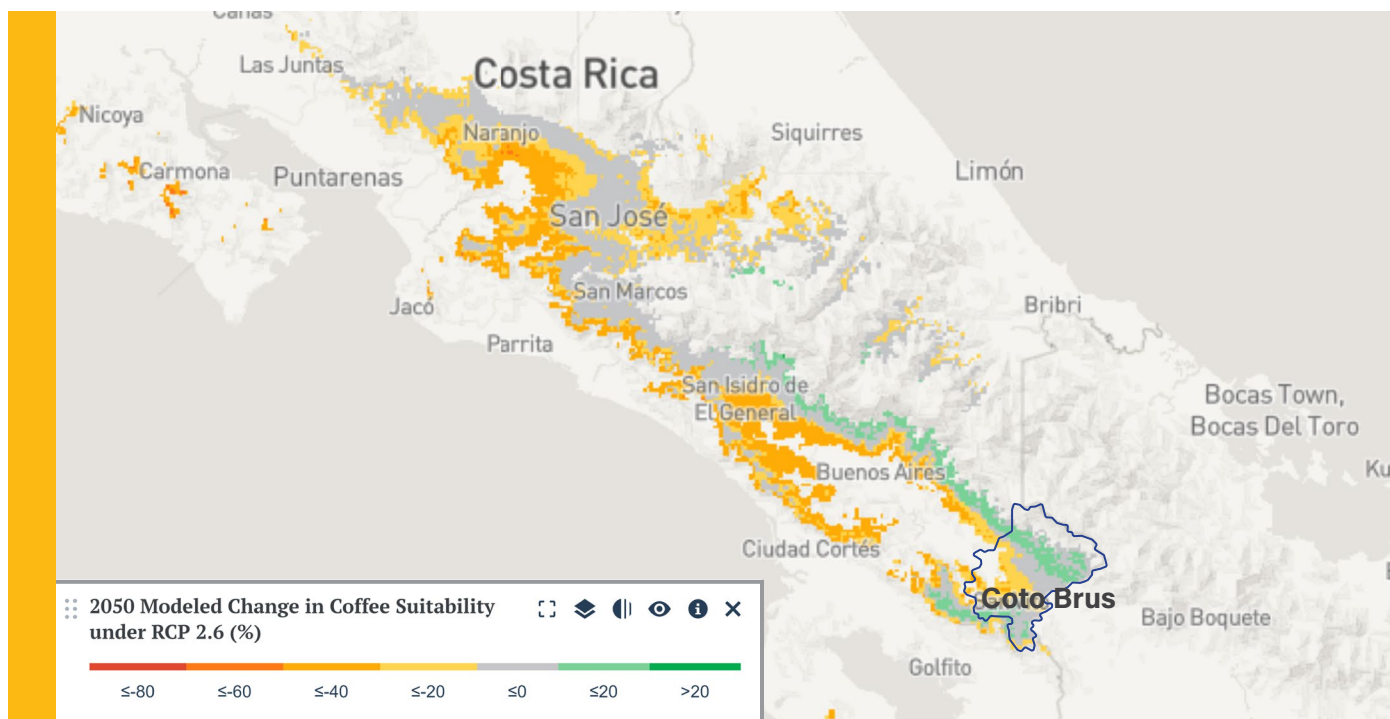 Cañas
Las Juntas
Costa Rica
Nicoya
Naranjo
Siquirres
Carmona
Puntarenas
Limón
San José
San Marcos
Jacó
Bribri
Parrita
San Isidro de
El General
Bocas Town,
Bocas Del Toro
Buenos Aires
Ku
Ciudad Cortés
Coto Brus
Bajo Boquete
Golfito
2050 Modeled Change in Coffee Suitability
under RCP 2.6 (%)
≤-80 ≤-60 ≤-40 ≤-20 ≤0 ≤20 >20